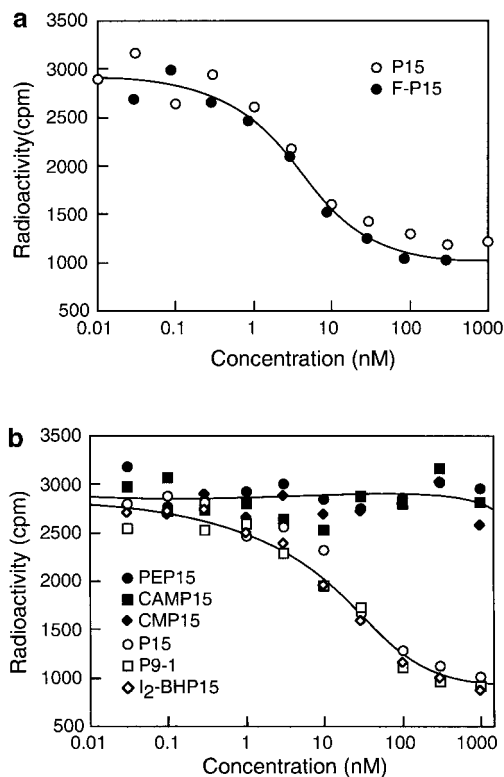 a
3500
3000
2500
2000
1500
1000
500
Radioactivity(cpm)
P15
F-P15
0.01 0.1 1 10 100 1000
Concentration (nM)
b
3500
3000
2500
2000
1500
1000
500
Radioactivity (cpm)
PEP15
CAMP15
CMP15
P15
P9-1
I₂-BHP15
0.01 0.1 1 10 100 1000
Concentration (nM)